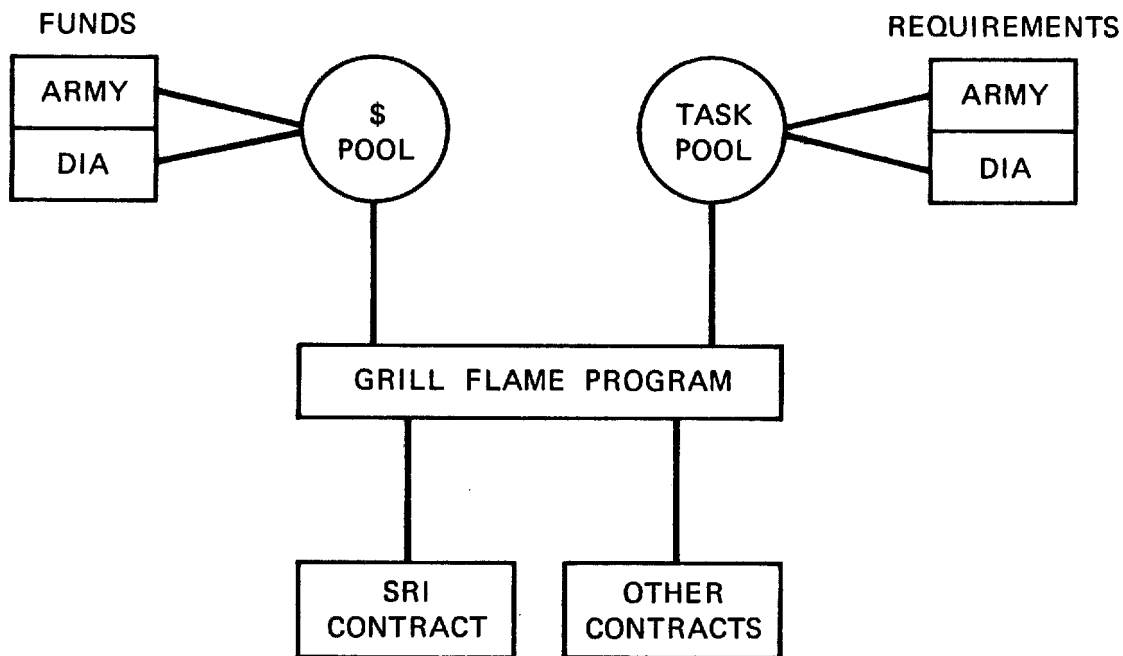 FUNDS
ARMY
DIA
$
POOL
TASK
POOL
REQUIREMENTS
ARMY
DIA
GRILL FLAME PROGRAM
SRI
CONTRACT
OTHER
CONTRACTS